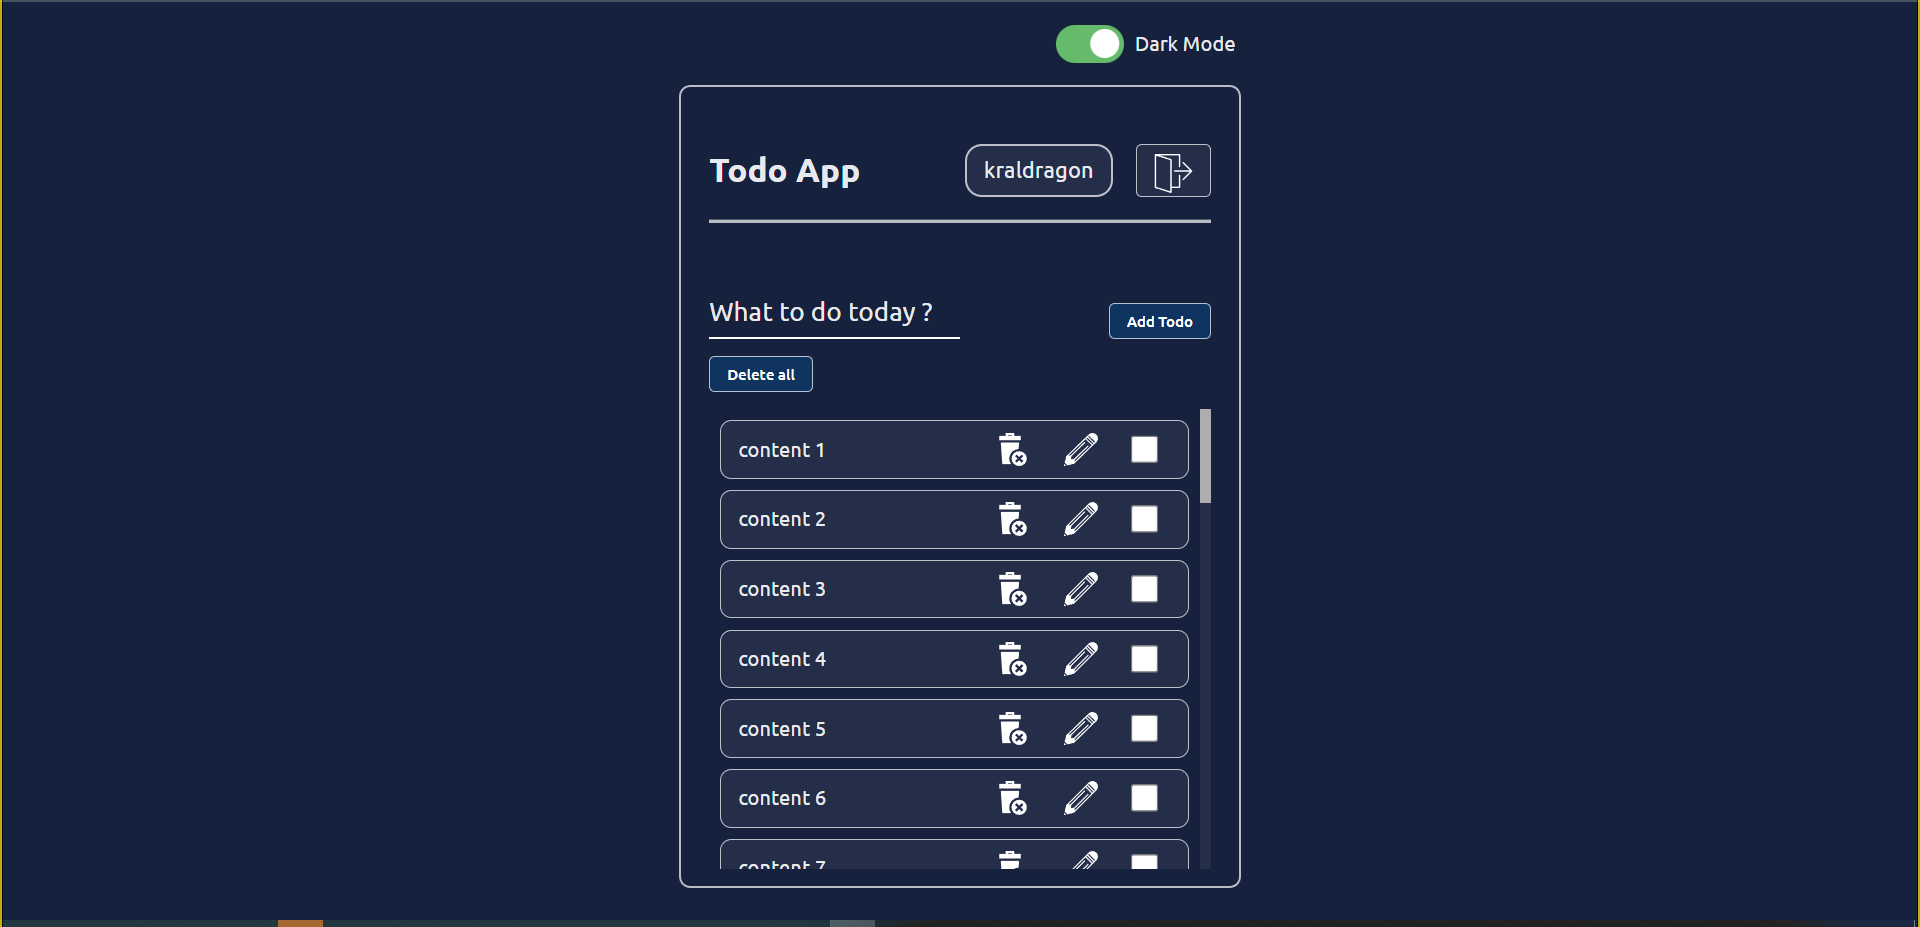 Dark Mode
Todo App kraldragon
What to do today ?
Add Todo
Delete all
content 1
content 2
content 3
content 4
content 5
content 6
content 7